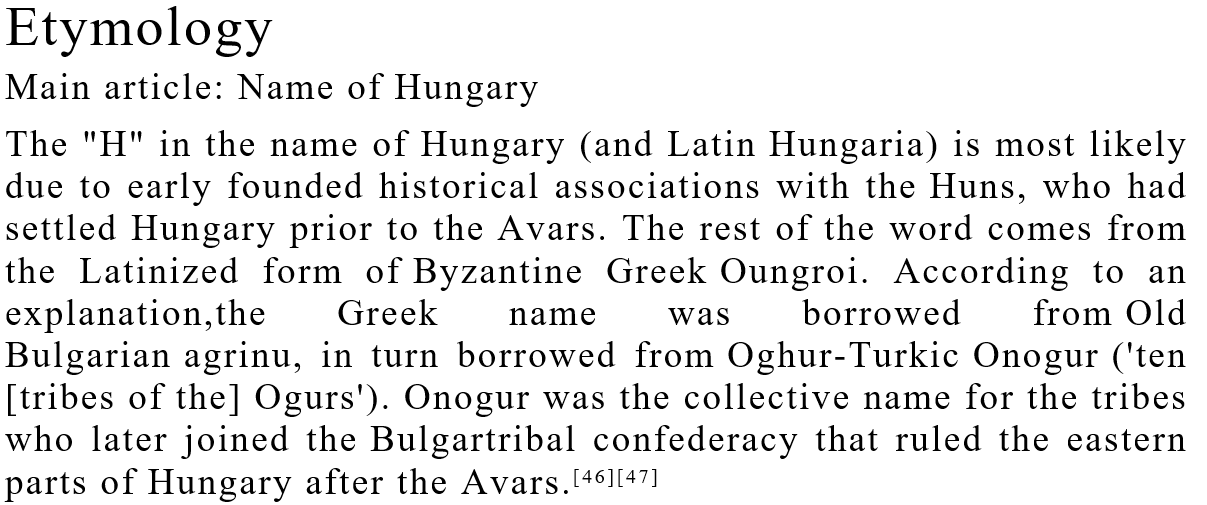 Etymology
Main article: Name of Hungary
The "H" in the name of Hungary (and Latin Hungaria) is most likely
due to early founded historical associations with the Huns, who had
settled Hungary prior to the Avars. The rest of the word comes from
the Latinized form of Byzantine Greek Oungroi. According to an
explanation,the Greek name was borrowed from Old
Bulgarian agrinu, in turn borrowed from Oghur-Turkic Onogur ('ten
[tribes of the] Ogurs'). Onogur was the collective name for the tribes
who later joined the Bulgartribal confederacy that ruled the eastern
parts of Hungary after the Avars.[46][47]